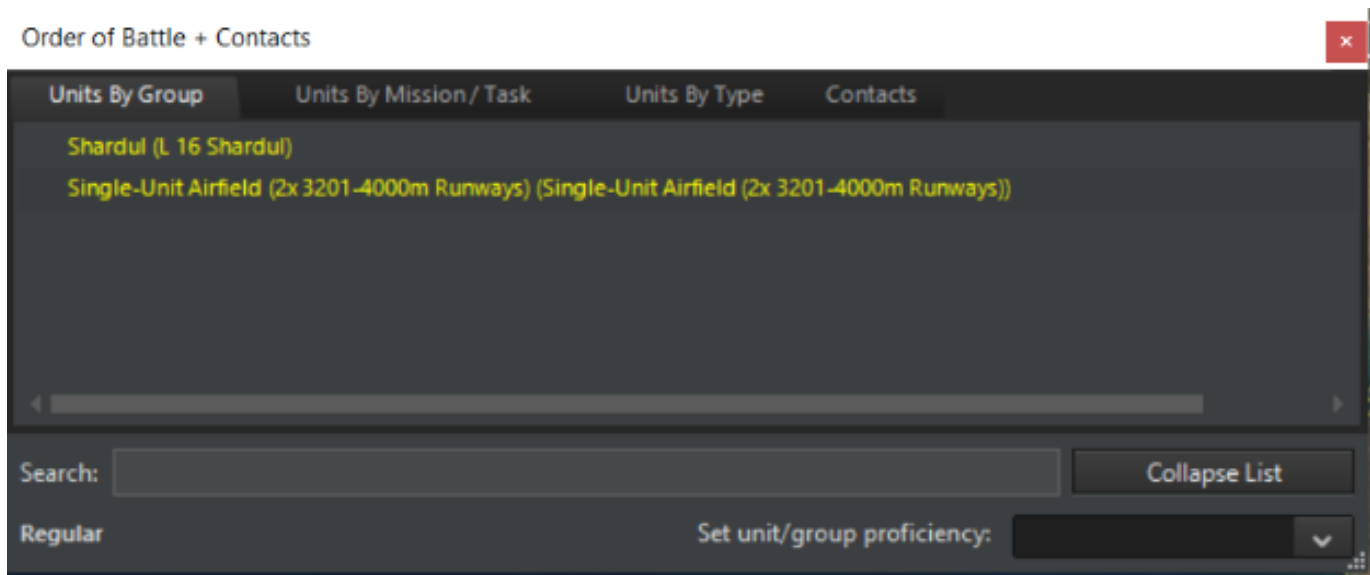 Order of Battle + Contacts
Units By Group Units By Mission / Task Units By Type Contacts
Shardul (L 16 Shardul)
Single-Unit Airfield (2x 3201-4000m Runways) (Single-Unit Airfield (2x 3201-4000m Runways))
Search: Collapse List
Regular Set unit/group proficiency: